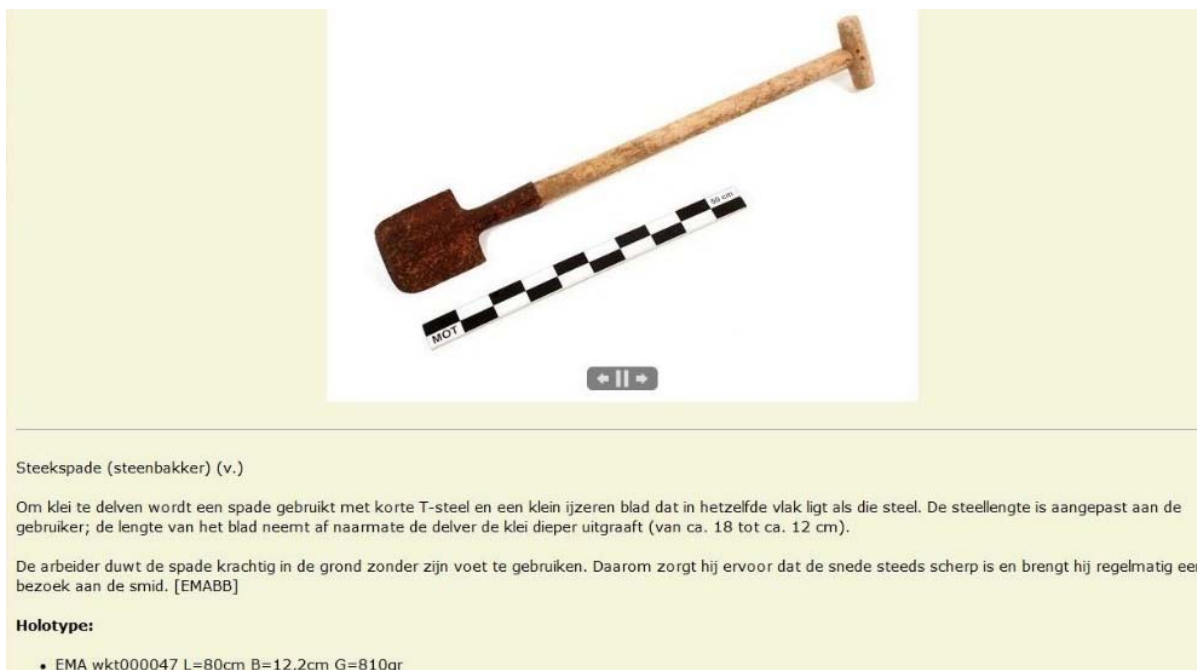 50 cm
MOT
Steekspade (steenbakker) (v.)
Om klei te delven wordt een spade gebruikt met korte T-steel en een klein ijzeren blad dat in hetzelfde vlak ligt als die steel. De steellengte is aangepast aan de
gebruiker; de lengte van het blad neemt af naarmate de delver de klei dieper uitgraaft (van ca. 18 tot ca. 12 cm).
De arbeider duwt de spade krachtig in de grond zonder zijn voet te gebruiken. Daarom zorgt hij ervoor dat de snede steeds scherp is en brengt hij regelmatig
bezoek aan de smid. [EMABB]
Holotype:
• EMA wkt000047 L=80cm B=12,2cm G=810gr